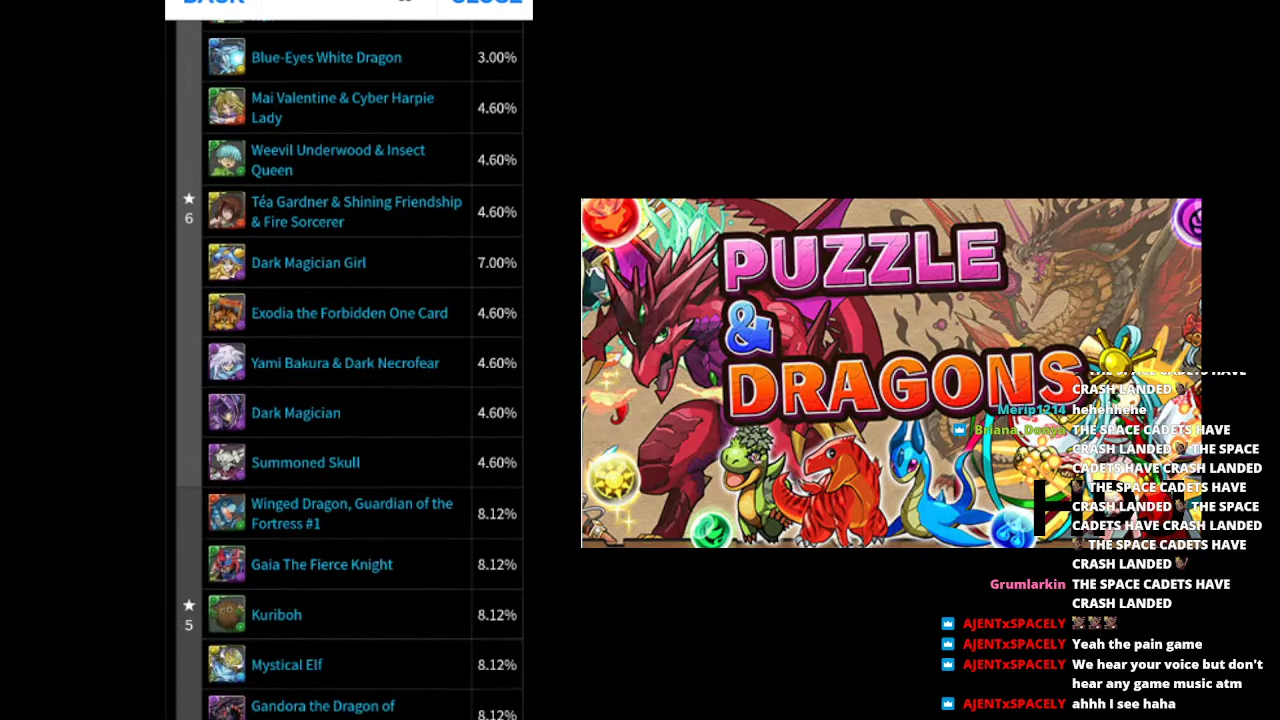 BACK
CLOSE
Blue-Eyes White Dragon
3.00%
Mai Valentine & Cyber Harpie
Lady
4.60%
Weevil Underwood & Insect
Queen
4.60%
★
6
Téa Gardner & Shining Friendship
& Fire Sorcerer
4.60%
Dark Magician Girl
7.00%
Exodia the Forbidden One Card
4.60%
Yami Bakura & Dark Necrofear
4.60%
Dark Magician
4.60%
Summoned Skull
4.60%
Winged Dragon, Guardian of the
Fortress #1
8.12%
Gaia The Fierce Knight
8.12%
★
5
Kuriboh
8.12%
Mystical Elf
8.12%
Gandora the Dragon of
8.12%
PUZZLE
&
DRAGONS
THE SPACE CADETS HAVE
CRASH LANDED
Merip1214 hehehhehe
Briana_Donya THE SPACE CADETS HAVE
CRASH LANDED THE SPACE
CADETS HAVE CRASH LANDED
THE SPACE CADETS HAVE
CRASH LANDED THE SPACE
CADETS HAVE CRASH LANDED
THE SPACE CADETS HAVE
CRASH LANDED
Grumlarkin THE SPACE CADETS HAVE
CRASH LANDED
AJENTxSPACELY
AJENTxSPACELY Yeah the pain game
AJENTxSPACELY We hear your voice but don't
hear any game music atm
AJENTxSPACELY ahhh I see haha